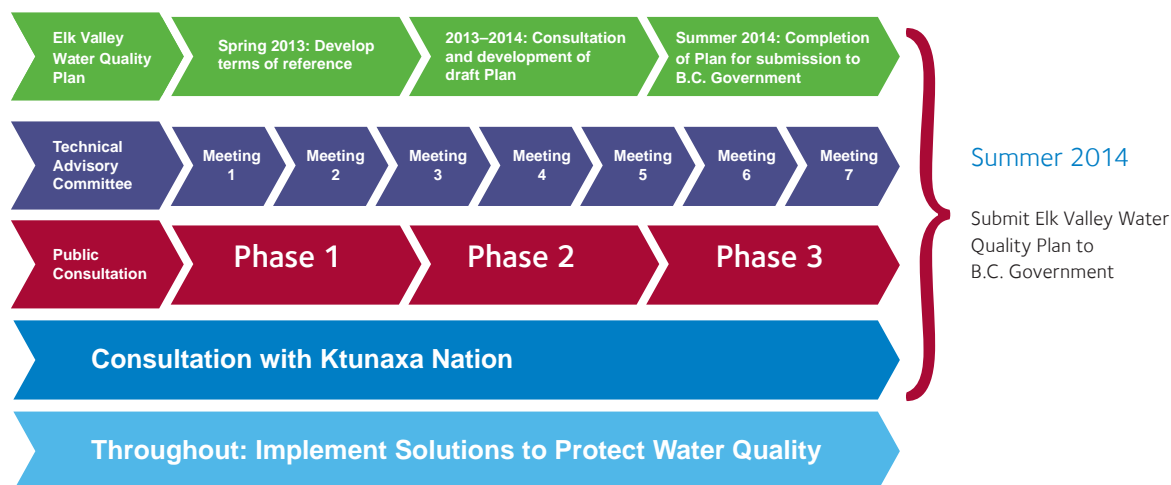 Elk Valley
Water Quality
Plan
Spring 2013: Develop
terms of reference
2013–2014: Consultation
and development of
draft Plan
Summer 2014: Completion
of Plan for submission to
B.C. Government
Technical
Advisory
Committee
Meeting
1
Meeting
2
Meeting
3
Meeting
4
Meeting
5
Meeting
6
Meeting
7
Public
Consultation
Phase 1
Phase 2
Phase 3
Consultation with Ktunaxa Nation
Throughout: Implement Solutions to Protect Water Quality
Summer 2014
Submit Elk Valley Water
Quality Plan to
B.C. Government